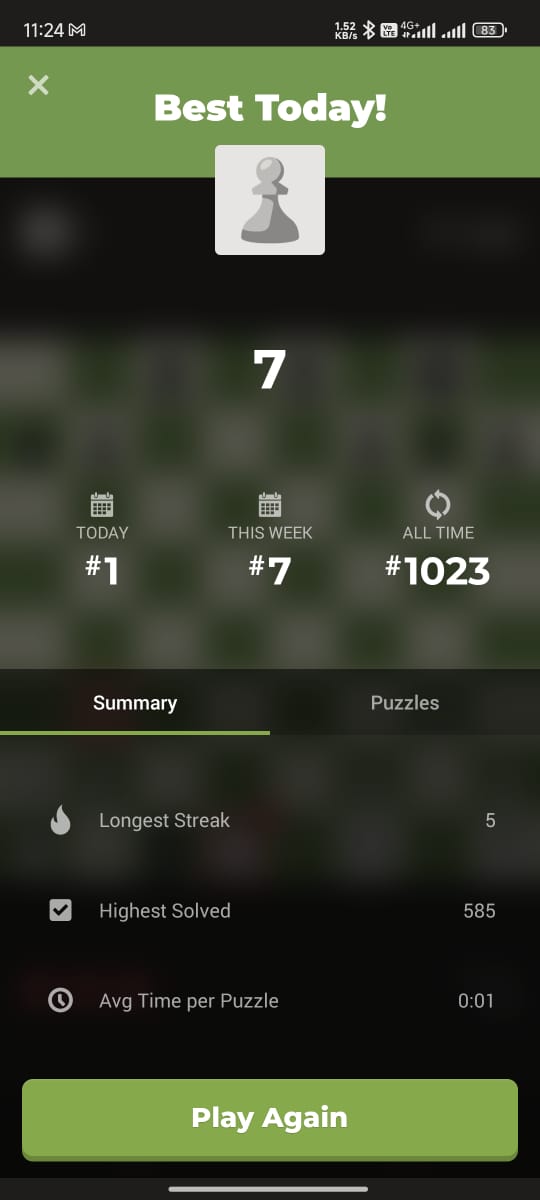 11:24
1.52
KB/s
Vo
LTE
4G+
83
Best Today!
7
TODAY
THIS WEEK
ALL TIME
#1
#7
#1023
Summary
Puzzles
Longest Streak
5
Highest Solved
585
Avg Time per Puzzle
0:01
Play Again